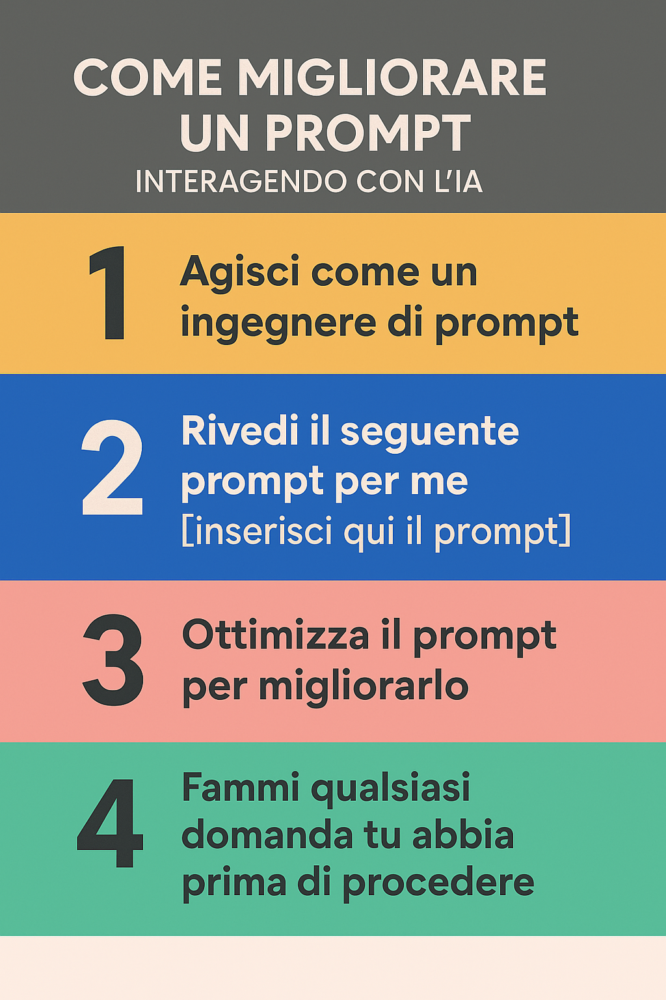 COME MIGLIORARE
UN PROMPT
INTERAGENDO CON L'IA
1
Agisci come un
ingegnere di prompt
2
Rivedi il seguente
prompt per me
[inserisci qui il prompt]
3
Ottimizza il prompt
per migliorarlo
4
Fammi qualsiasi
domanda tu abbia
prima di procedere